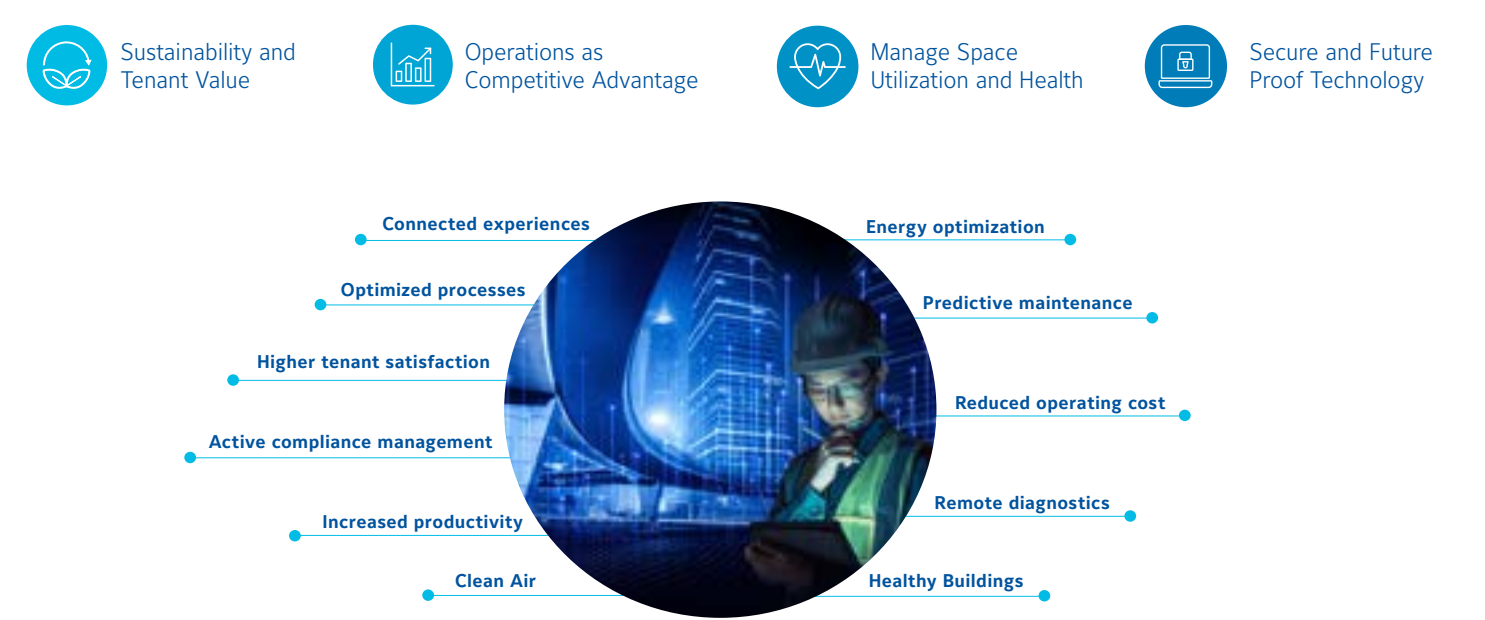 Sustainability and
Tenant Value
Operations as
Competitive Advantage
Manage Space
Utilization and Health
Secure and Future
Proof Technology
Connected experiences
Energy optimization
Optimized processes
Predictive maintenance
Higher tenant satisfaction
Reduced operating cost
Active compliance management
Remote diagnostics
Increased productivity
Clean Air
Healthy Buildings